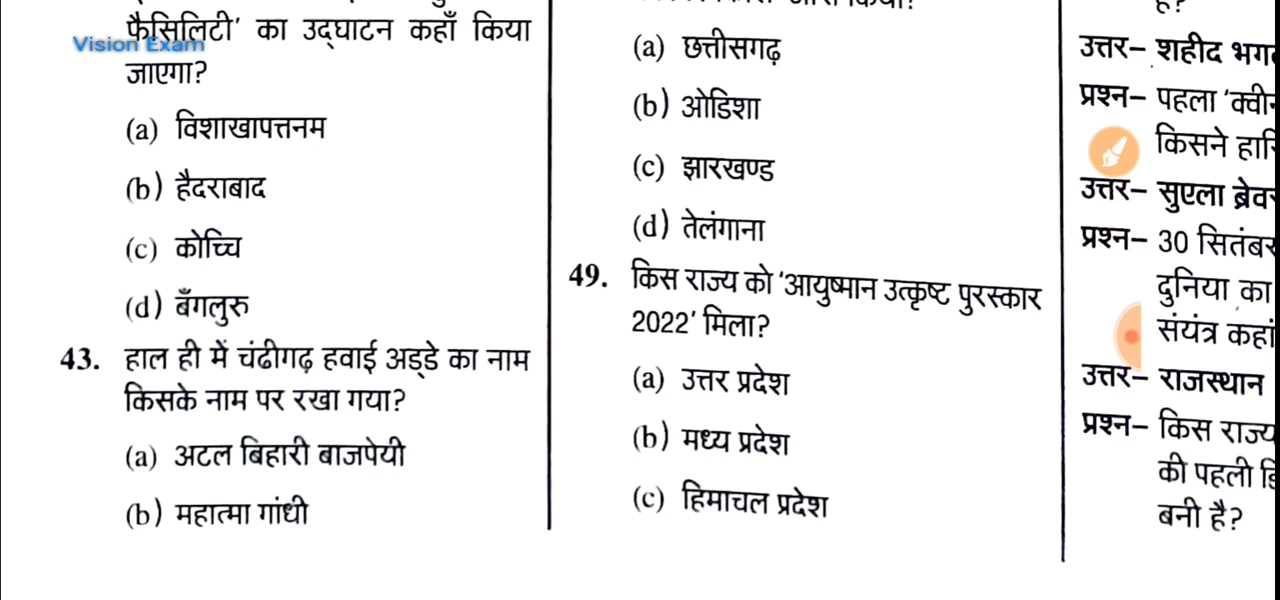 फैसिलिटी’ का उद्घाटन कहाँ किया
Vision Exam
जाएगा?
(a) विशाखापत्तनम
(b) हैदराबाद
(c) कोच्चि
(d) बँगलुरु
43. हाल ही में चंढीगढ़ हवाई अड्डे का नाम
किसके नाम पर रखा गया?
(a) अटल बिहारी बाजपेयी
(b) महात्मा गांधी
(a) छत्तीसगढ़
(b) ओडिशा
(c) झारखण्ड
(d) तेलंगाना
49. किस राज्य को ‘आयुष्मान उत्कृष्ट पुरस्कार
2022’ मिला?
(a) उत्तर प्रदेश
(b) मध्य प्रदेश
(c) हिमाचल प्रदेश
है?
उत्तर– शहीद
प्रश्न– पहला
किसने
उत्तर– सुएला
प्रश्न– 30
दुनिया का
संयंत्र कहां
उत्तर– राजस्थान
प्रश्न– किस राज्य
की पहली
बनी है?